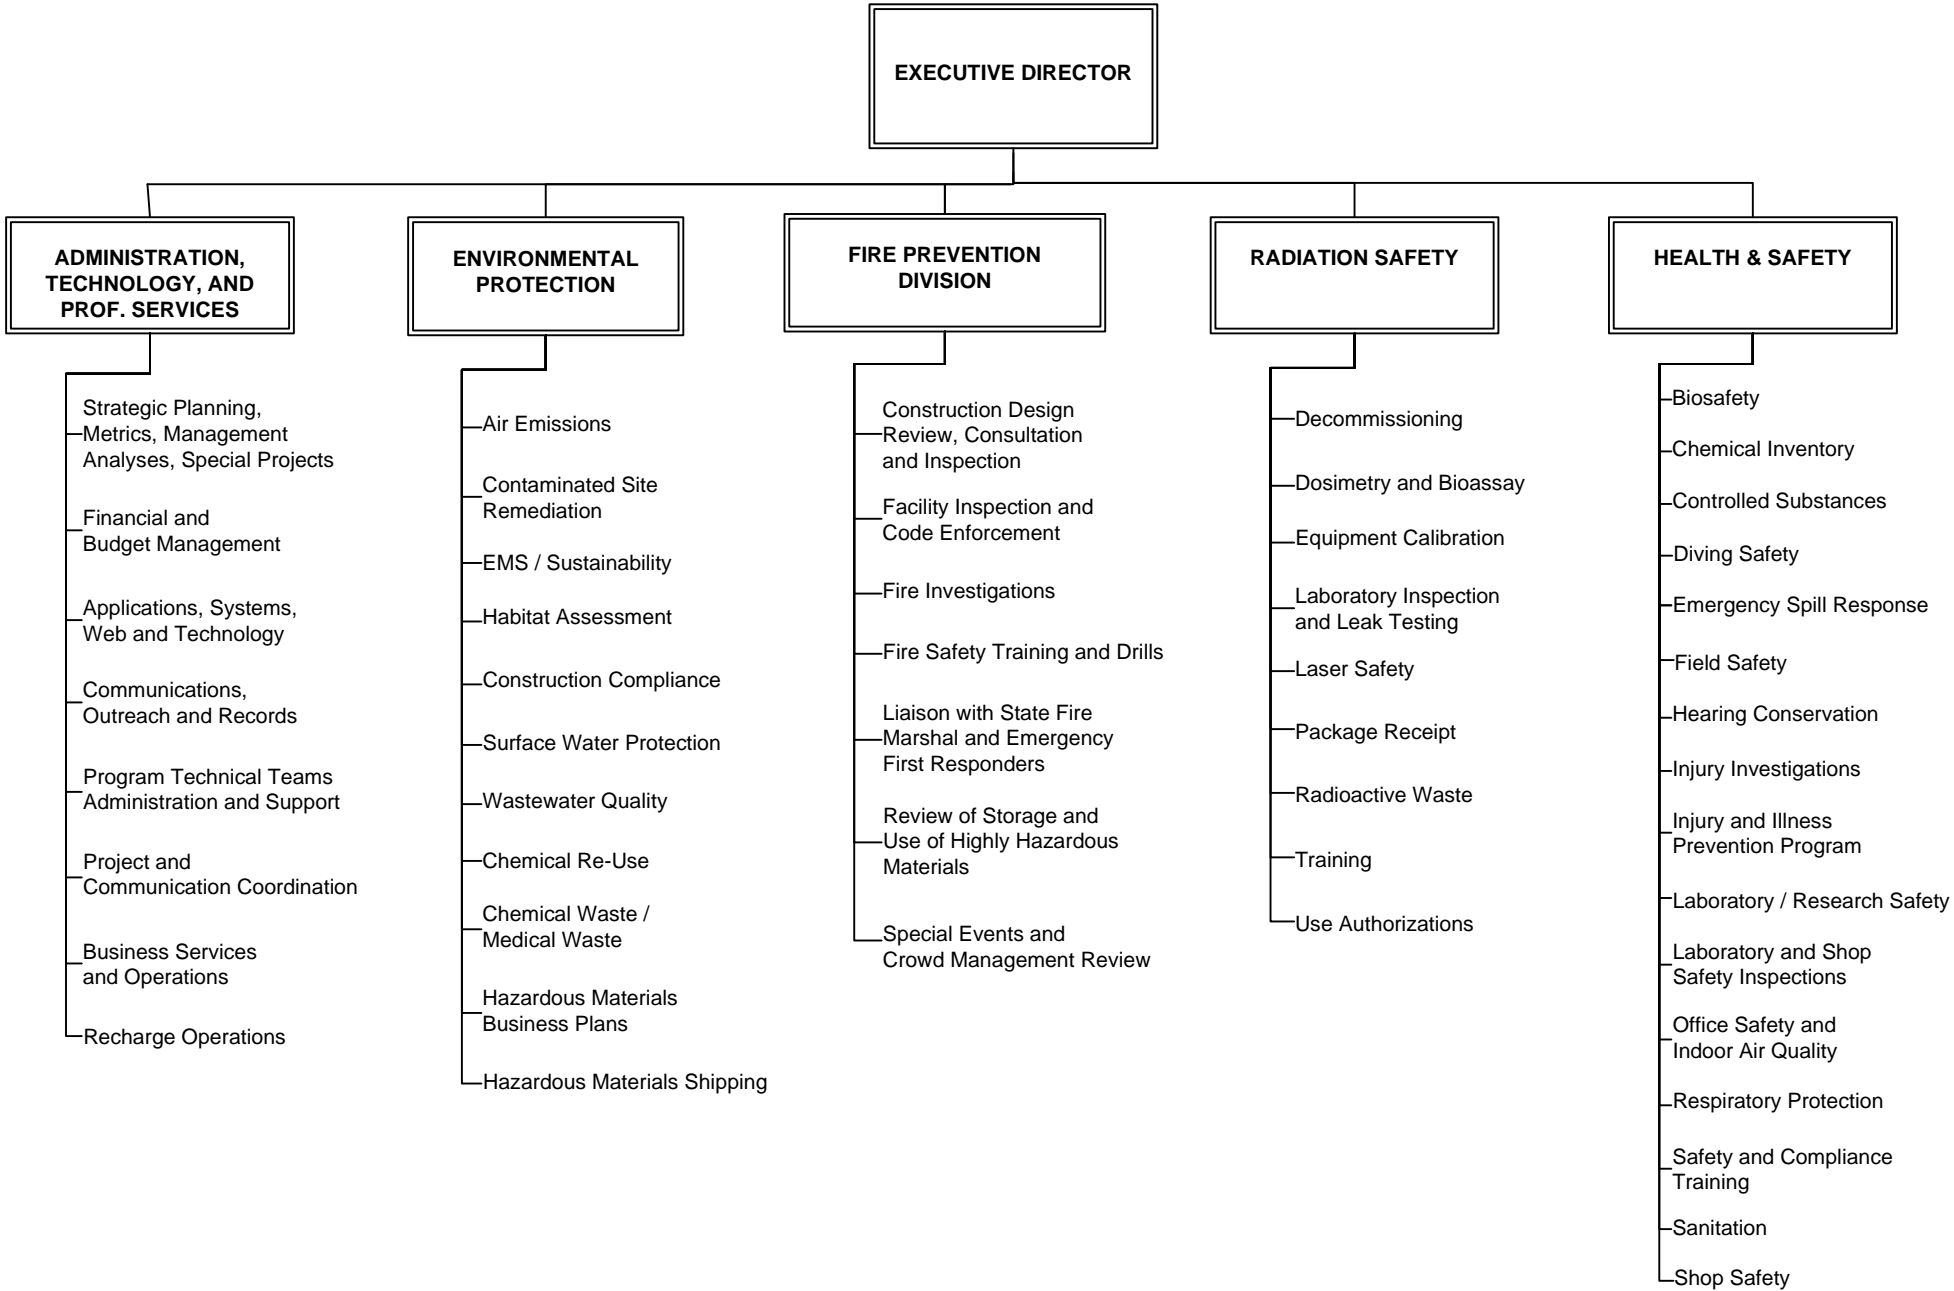 EXECUTIVE DIRECTOR
ADMINISTRATION,
TECHNOLOGY, AND
PROF. SERVICES
Strategic Planning,
Metrics, Management
Analyses, Special Projects
Financial and
Budget Management
Applications, Systems,
Web and Technology
Communications,
Outreach and Records
Program Technical Teams
Administration and Support
Project and
Communication Coordination
Business Services
and Operations
Recharge Operations
ENVIRONMENTAL
PROTECTION
Air Emissions
Contaminated Site
Remediation
EMS / Sustainability
Habitat Assessment
Construction Compliance
Surface Water Protection
Wastewater Quality
Chemical Re-Use
Chemical Waste /
Medical Waste
Hazardous Materials
Business Plans
Hazardous Materials Shipping
FIRE PREVENTION
DIVISION
Construction Design
Review, Consultation
and Inspection
Facility Inspection and
Code Enforcement
Fire Investigations
Fire Safety Training and Drills
Liaison with State Fire
Marshal and Emergency
First Responders
Review of Storage and
Use of Highly Hazardous
Materials
Special Events and
Crowd Management Review
RADIATION SAFETY
Decommissioning
Dosimetry and Bioassay
Equipment Calibration
Laboratory Inspection
and Leak Testing
Laser Safety
Package Receipt
Radioactive Waste
Training
Use Authorizations
HEALTH & SAFETY
Biosafety
Chemical Inventory
Controlled Substances
Diving Safety
Emergency Spill Response
Field Safety
Hearing Conservation
Injury Investigations
Injury and Illness
Prevention Program
Laboratory / Research Safety
Laboratory and Shop
Safety Inspections
Office Safety and
Indoor Air Quality
Respiratory Protection
Safety and Compliance
Training
Sanitation
Shop Safety